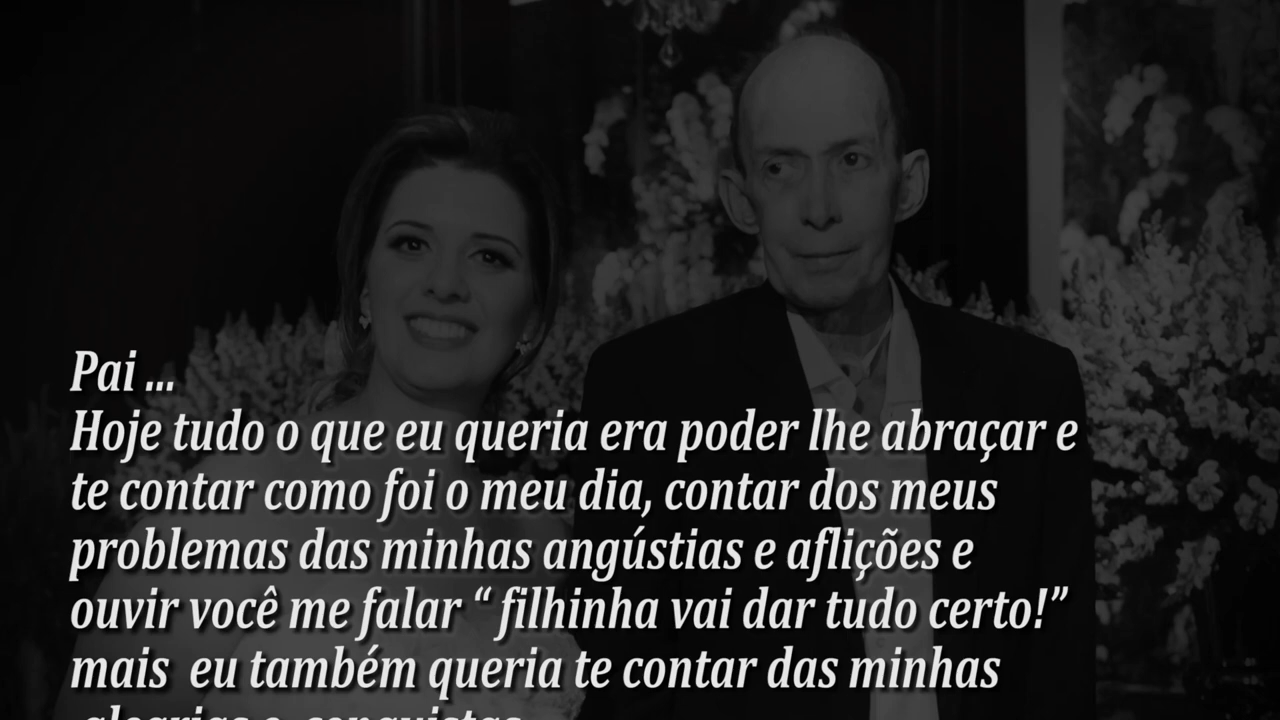 Pai ...
Hoje tudo o que eu queria era poder lhe abraçar e
te contar como foi o meu dia, contar dos meus
problemas das minhas angústias e aflições e
ouvir você me falar “ filhinha vai dar tudo certo!”
mais  eu também queria te contar das minhas
alegrias e  conquistas